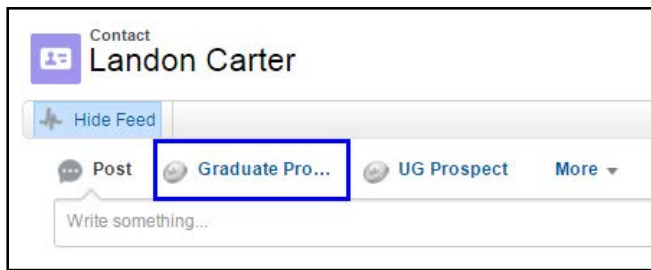 Contact
Landon Carter
Hide Feed
Post Graduate Pro... UG Prospect More
Write something...